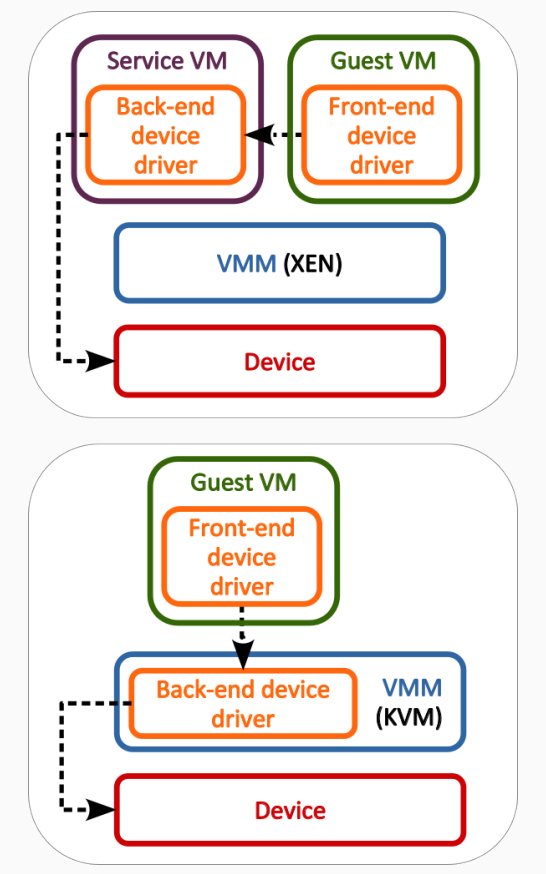 Service VM
Back-end
device
driver
Guest VM
Front-end
device
driver
VMM (XEN)
Device
Guest VM
Front-end
device
driver
Back-end device
driver
VMM
(KVM)
Device